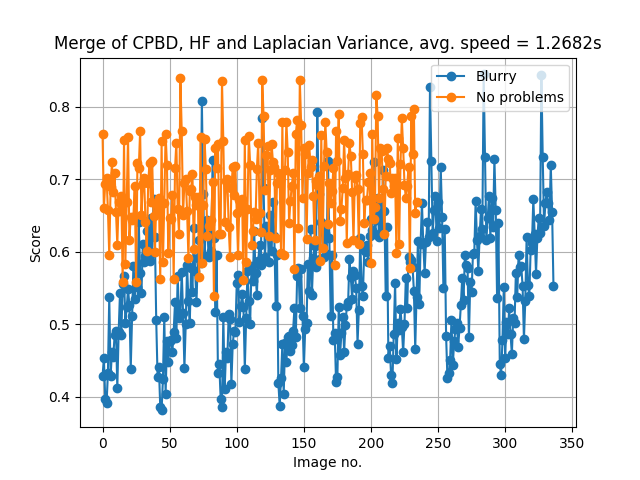 Merge of CPBD, HF and Laplacian Variance, avg. speed = 1.2682s
Blurry
No problems
0.8
0.7
0.6
0.5
0.4
Score
0
50
100
150
200
250
300
350
Image no.